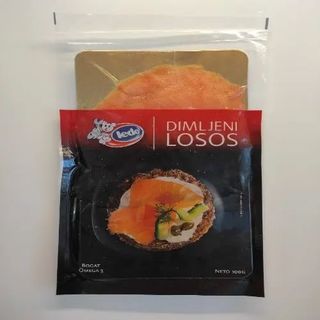 Ledo
DIMLJENI
LOSOS
BOGAT
OMEGA 3
NETO 100G